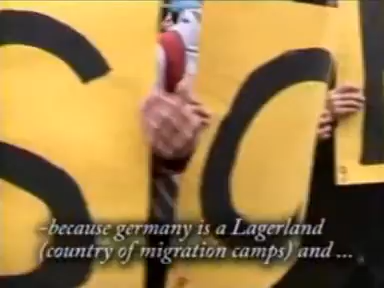 -because germany is a Lagerland
(country of migration camps) and ...